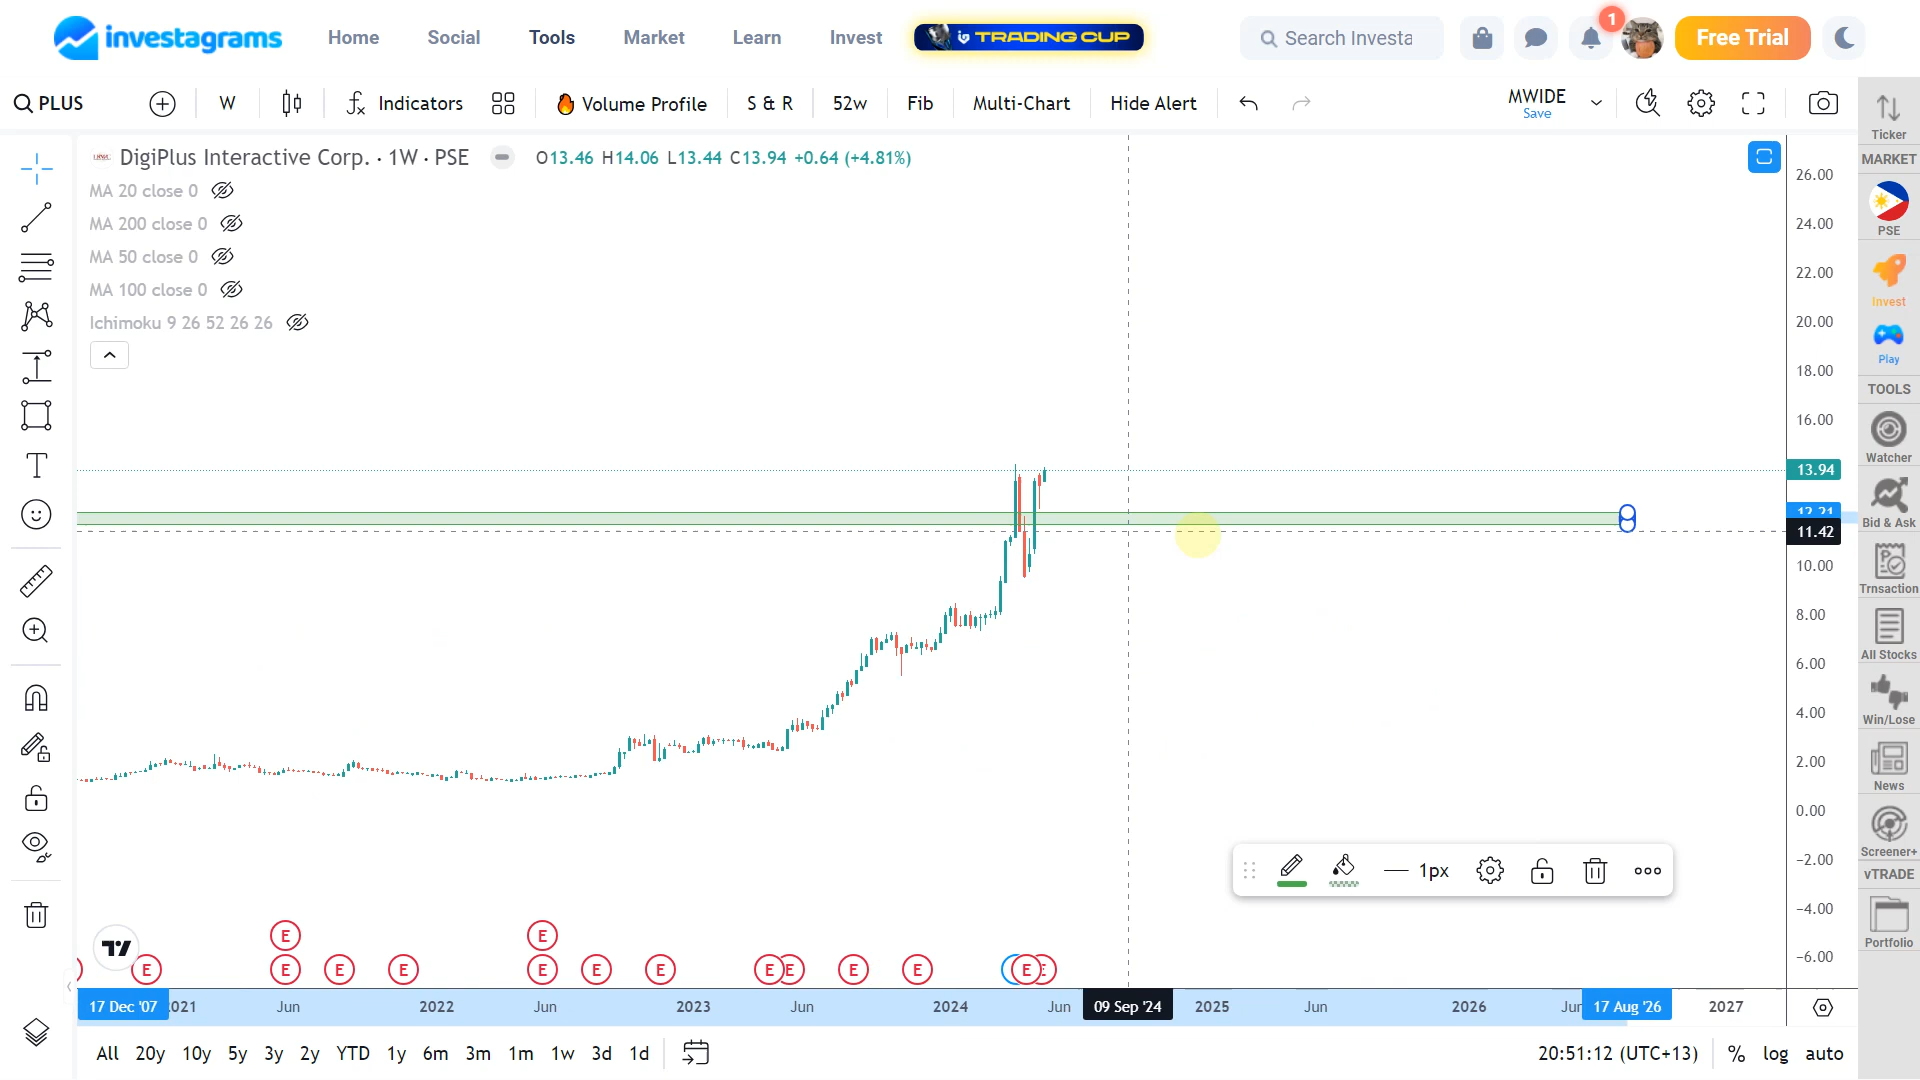 investagrams Home Social Tools Market Learn Invest TRADING CUP Search Investa 1 Free Trial
PLUS W Indicators Volume Profile S & R 52w Fib Multi-Chart Hide Alert MWIDE Save
DigiPlus Interactive Corp. · 1W · PSE O13.46 H14.06 L13.44 C13.94 +0.64 (+4.81%)
MA 20 close 0
MA 200 close 0
MA 50 close 0
MA 100 close 0
Ichimoku 9 26 52 26 26
26.00
24.00
22.00
20.00
18.00
16.00
13.94
12.21
11.42
10.00
8.00
6.00
4.00
2.00
0.00
−2.00
−4.00
−6.00
Ticker
MARKET
PSE
Invest
Play
TOOLS
Watcher
Bid & Ask
Trnsaction
All Stocks
Win/Lose
News
Screener+
vTRADE
Portfolio
1px
E E
E E E E E E E E E E E E E
17 Dec '07 2021 Jun 2022 Jun 2023 Jun 2024 Jun 09 Sep '24 2025 Jun 2026 Jun 17 Aug '26 2027
All 20y 10y 5y 3y 2y YTD 1y 6m 3m 1m 1w 3d 1d 20:51:12 (UTC+13) % log auto